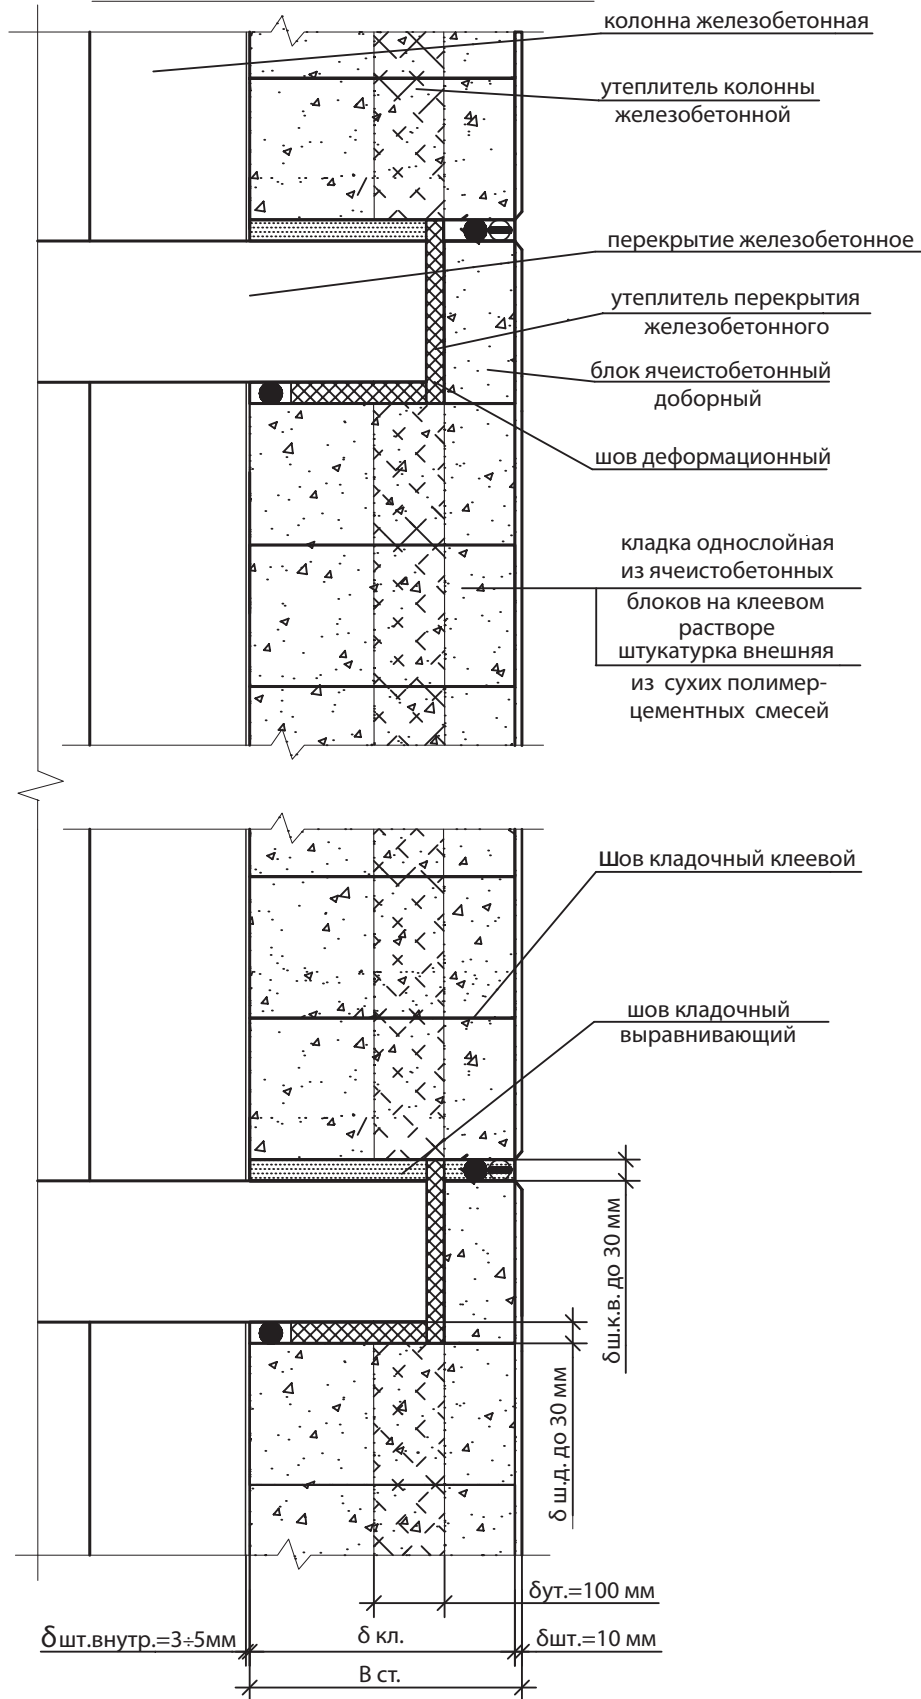 колонна железобетонная
утеплитель колонны
железобетонной
перекрытие железобетонное
утеплитель перекрытия
железобетонного
блок ячеистобетонный
доборный
шов деформационный
кладка однослойная
из ячеистобетонных
блоков на клеевом
растворе
штукатурка внешняя
из сухих полимер-
цементных смесей
Шов кладочный клеевой
шов кладочный
выравнивающий
δш.к.в. до 30 мм
δ ш.д. до 30 мм
δут.=100 мм
δшт.внутр.=3÷5мм
δ кл.
δшт.=10 мм
В ст.